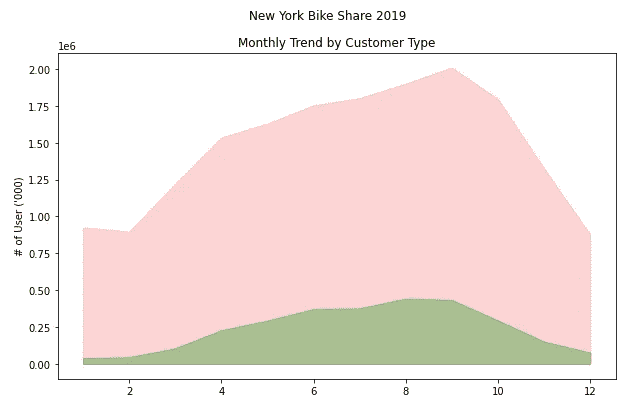 New York Bike Share 2019
Monthly Trend by Customer Type
1e6
2.00
1.75
1.50
1.25
1.00
0.75
0.50
0.25
0.00
# of User ('000)
2 4 6 8 10 12